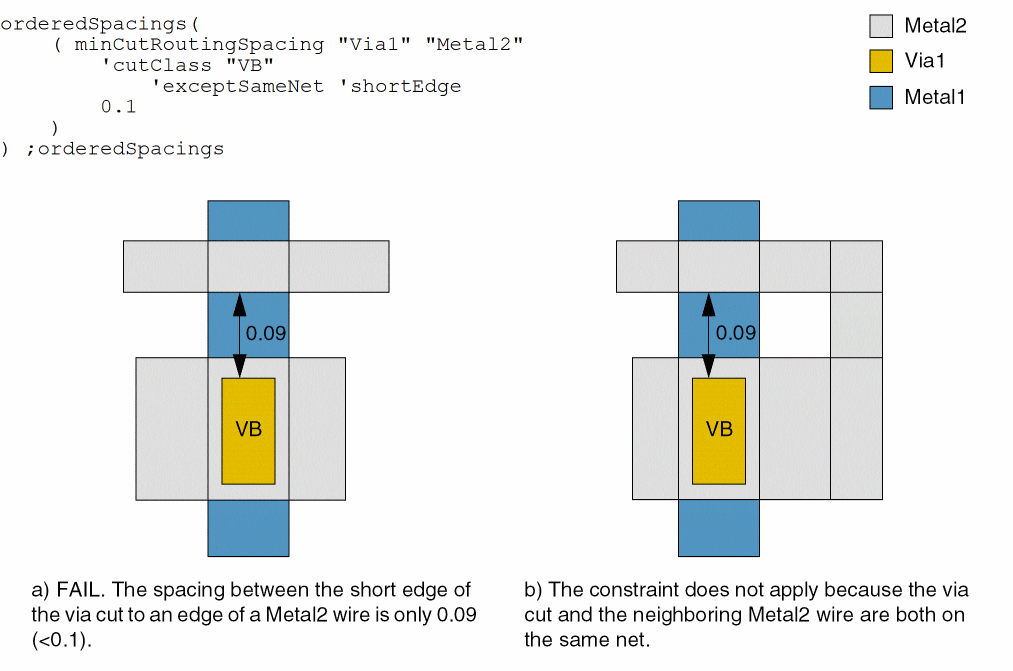 orderedSpacings(
( minCutRoutingSpacing "Via1" "Metal2"
'cutClass "VB"
'exceptSameNet 'shortEdge
0.1
)
) ;orderedSpacings
Metal2
Via1
Metal1
0.09
VB
0.09
VB
a) FAIL. The spacing between the short edge of
the via cut to an edge of a Metal2 wire is only 0.09
(<0.1).
b) The constraint does not apply because the via
cut and the neighboring Metal2 wire are both on
the same net.